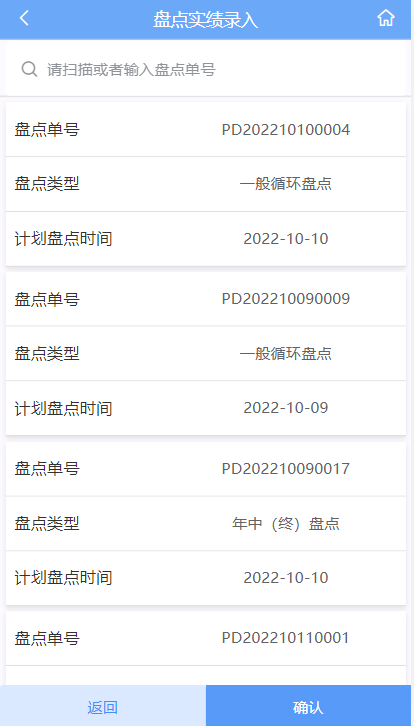 盘点实绩录入
请扫描或者输入盘点单号
盘点单号 PD202210100004
盘点类型 一般循环盘点
计划盘点时间 2022-10-10
盘点单号 PD202210090009
盘点类型 一般循环盘点
计划盘点时间 2022-10-09
盘点单号 PD202210090017
盘点类型 年中（终）盘点
计划盘点时间 2022-10-10
盘点单号 PD202210110001
返回 确认